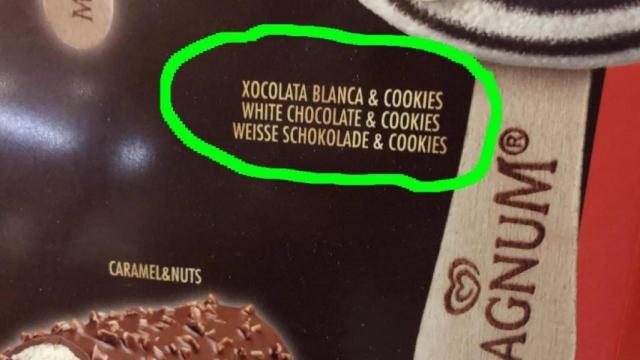 M
XOCOLATA BLANCA & COOKIES
WHITE CHOCOLATE & COOKIES
WEISSE SCHOKOLADE & COOKIES
CARAMEL&NUTS
AGNUM®